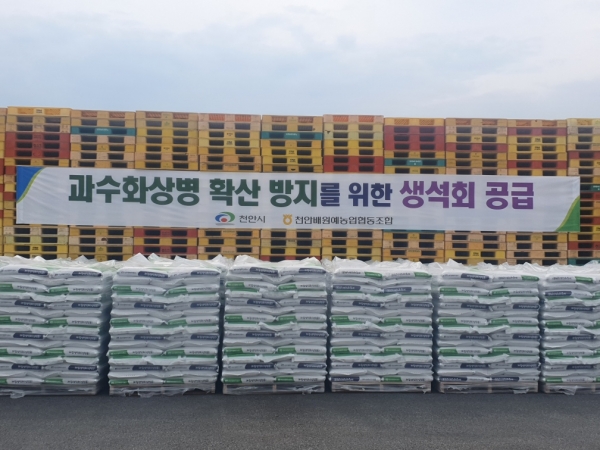 과수화상병 확산 방지를 위한 생석회 공급
천안시 천안배원예농업협동조합